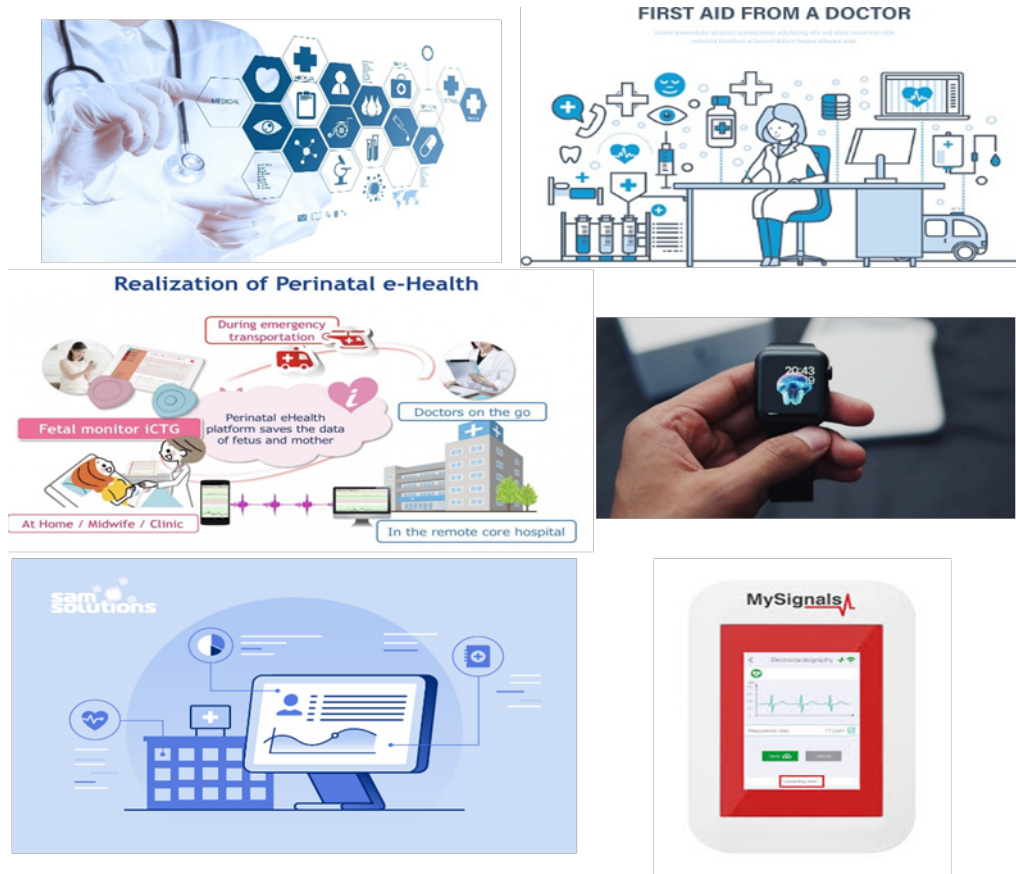 MEDICAL
FIRST AID FROM A DOCTOR
Realization of Perinatal e-Health
During emergency
transportation
Doctors on the go
Perinatal eHealth
platform saves the data
of fetus and mother
i
Fetal monitor iCTG
At Home / Midwife / Clinic
In the remote core hospital
20:43
sam
solutions
MySignals
Electrocardiography